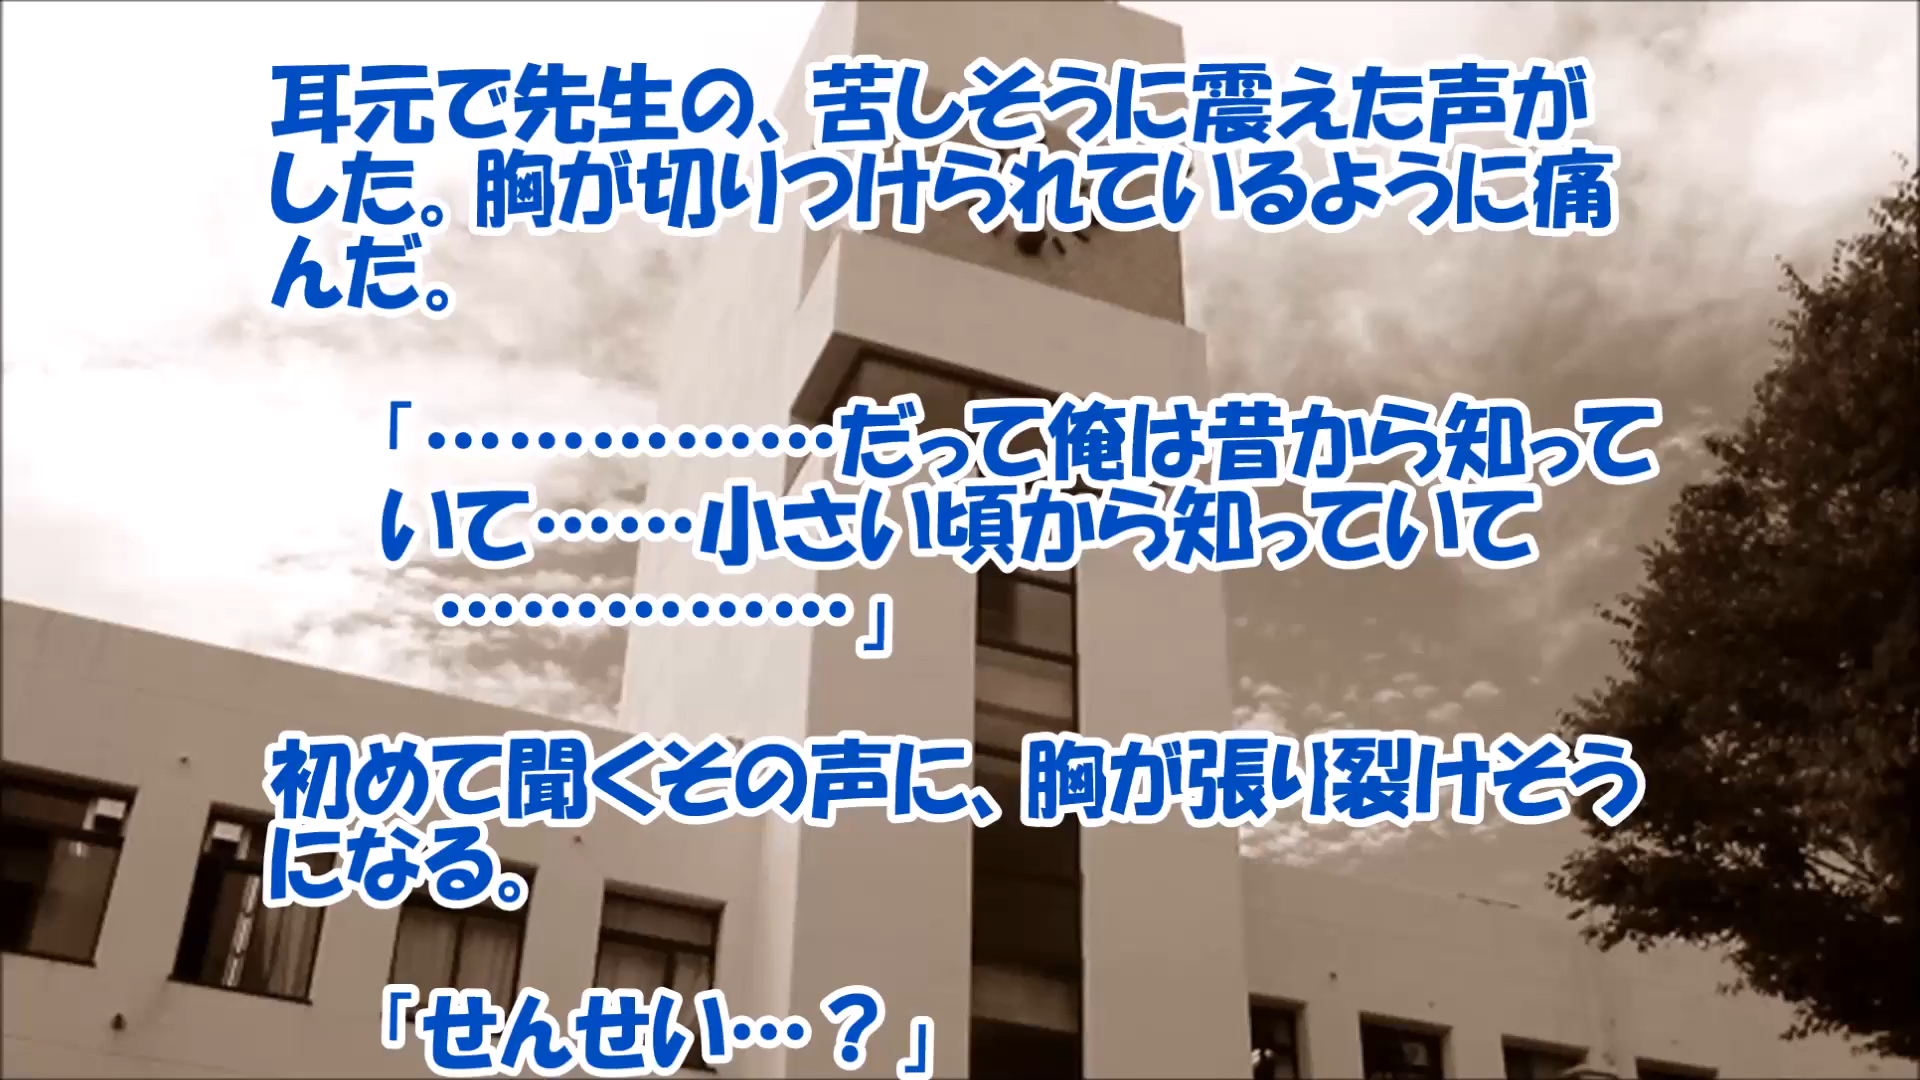 耳元で先生の、苦しそうに震えた声が
した。胸が切りつけられているように痛
んだ。
「……………だって俺は昔から知って
いて……小さい頃から知っていて
……………」
初めて聞くその声に、胸が張り裂けそう
になる。
「せんせい…？」